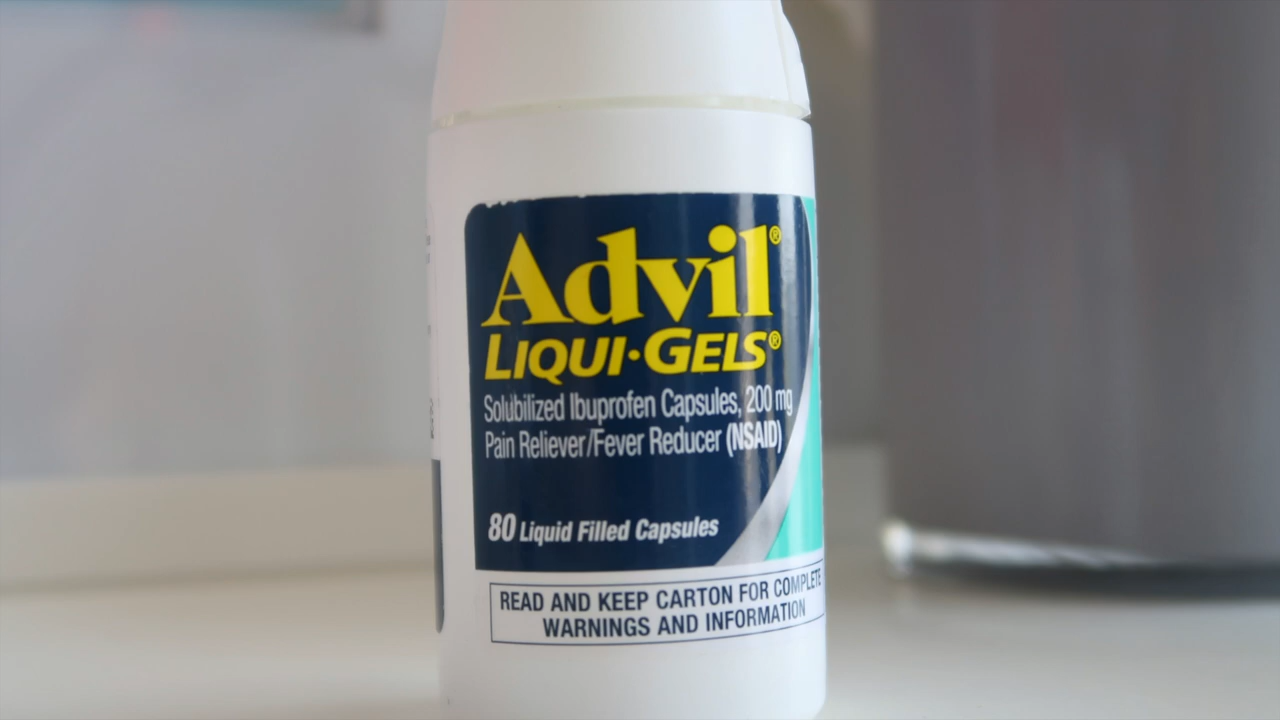 Advil®
LIQUI·GELS®
Solubilized Ibuprofen Capsules, 200 mg
Pain Reliever/Fever Reducer (NSAID)
80 Liquid Filled Capsules
READ AND KEEP CARTON FOR COMPLETE
WARNINGS AND INFORMATION